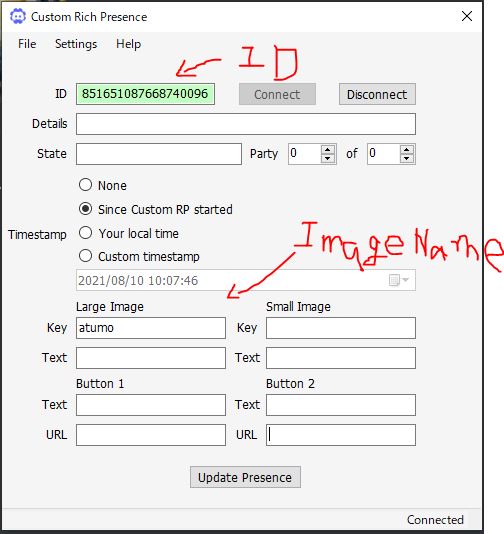 Custom Rich Presence
File Settings Help
ID
ID 851651087668740096 Connect Disconnect
Details
State Party 0 of 0
None
Since Custom RP started
Timestamp Your local time
ImageName
Custom timestamp
2021/08/10 10:07:46
Large Image Small Image
Key atumo Key
Text Text
Button 1 Button 2
Text Text
URL URL
Update Presence
Connected